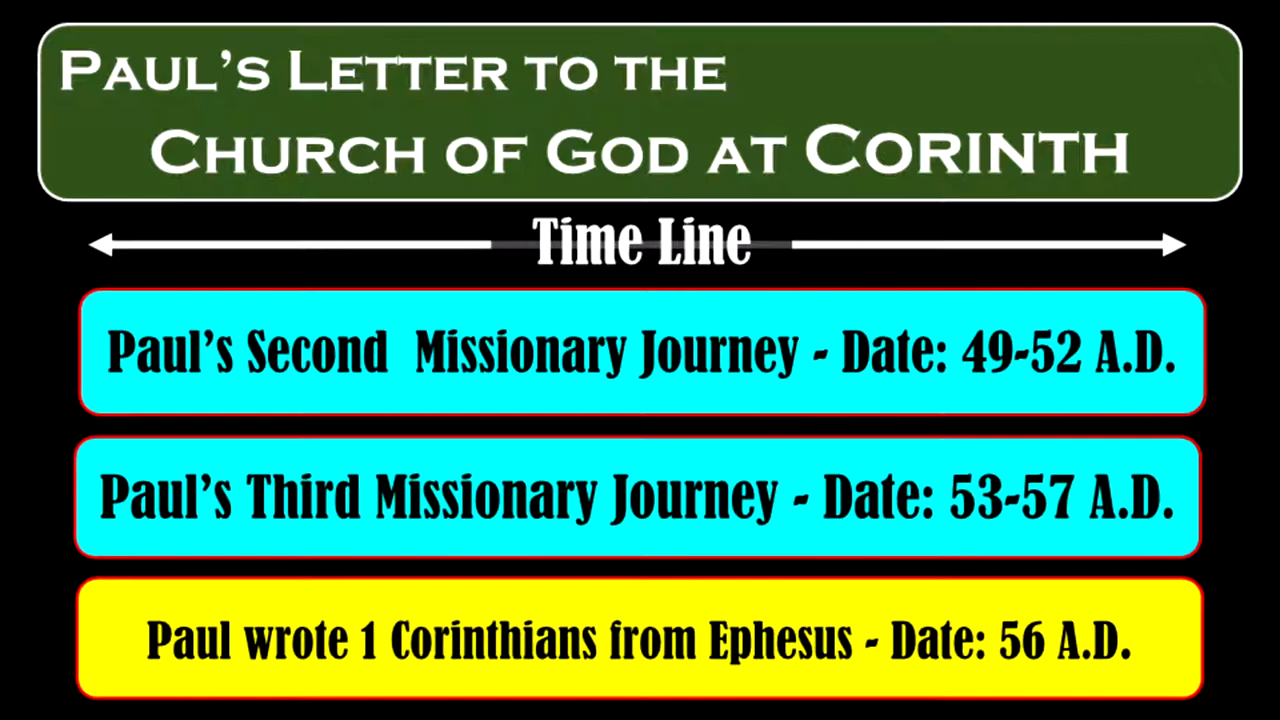 Paul's Letter to the
Church of God at Corinth
Time Line
Paul's Second  Missionary Journey - Date: 49-52 A.D.
Paul's Third Missionary Journey - Date: 53-57 A.D.
Paul wrote 1 Corinthians from Ephesus - Date: 56 A.D.